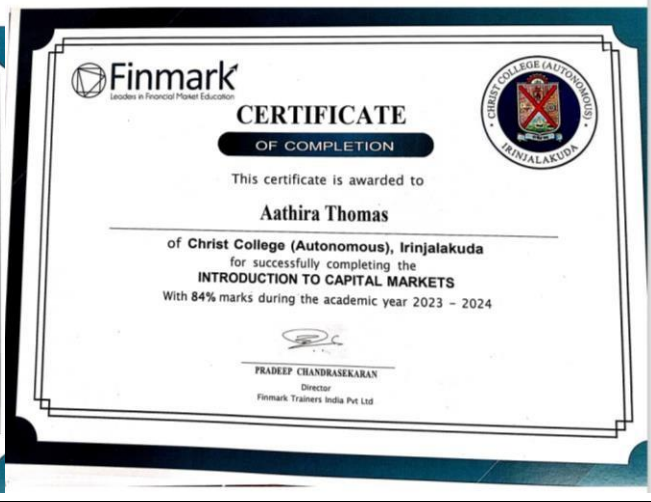 Finmark
Leaders in Financial Market Education
CHRIST COLLEGE (AUTONOMOUS)
IRINJALAKUDA
CERTIFICATE
OF COMPLETION
This certificate is awarded to
Aathira Thomas
of Christ College (Autonomous), Irinjalakuda
for successfully completing the
INTRODUCTION TO CAPITAL MARKETS
With 84% marks during the academic year 2023 – 2024
PRADEEP CHANDRASEKARAN
Director
Finmark Trainers India Pvt Ltd